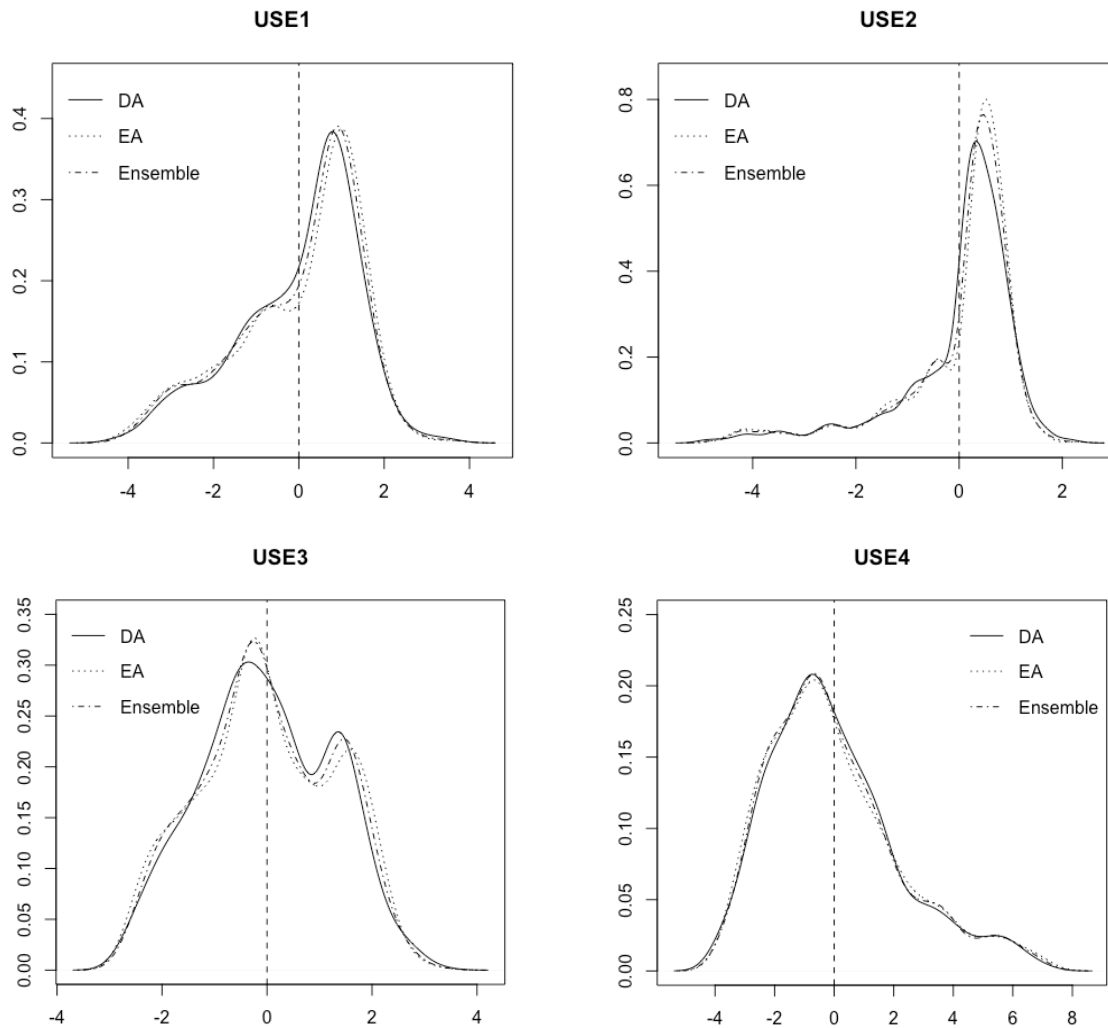 USE1
DA
EA
Ensemble
0.0 0.1 0.2 0.3 0.4
-4 -2 0 2 4
USE2
DA
EA
Ensemble
0.0 0.2 0.4 0.6 0.8
-4 -2 0 2
USE3
DA
EA
Ensemble
0.00 0.05 0.10 0.15 0.20 0.25 0.30 0.35
-4 -2 0 2 4
USE4
DA
EA
Ensemble
0.00 0.05 0.10 0.15 0.20 0.25
-4 -2 0 2 4 6 8